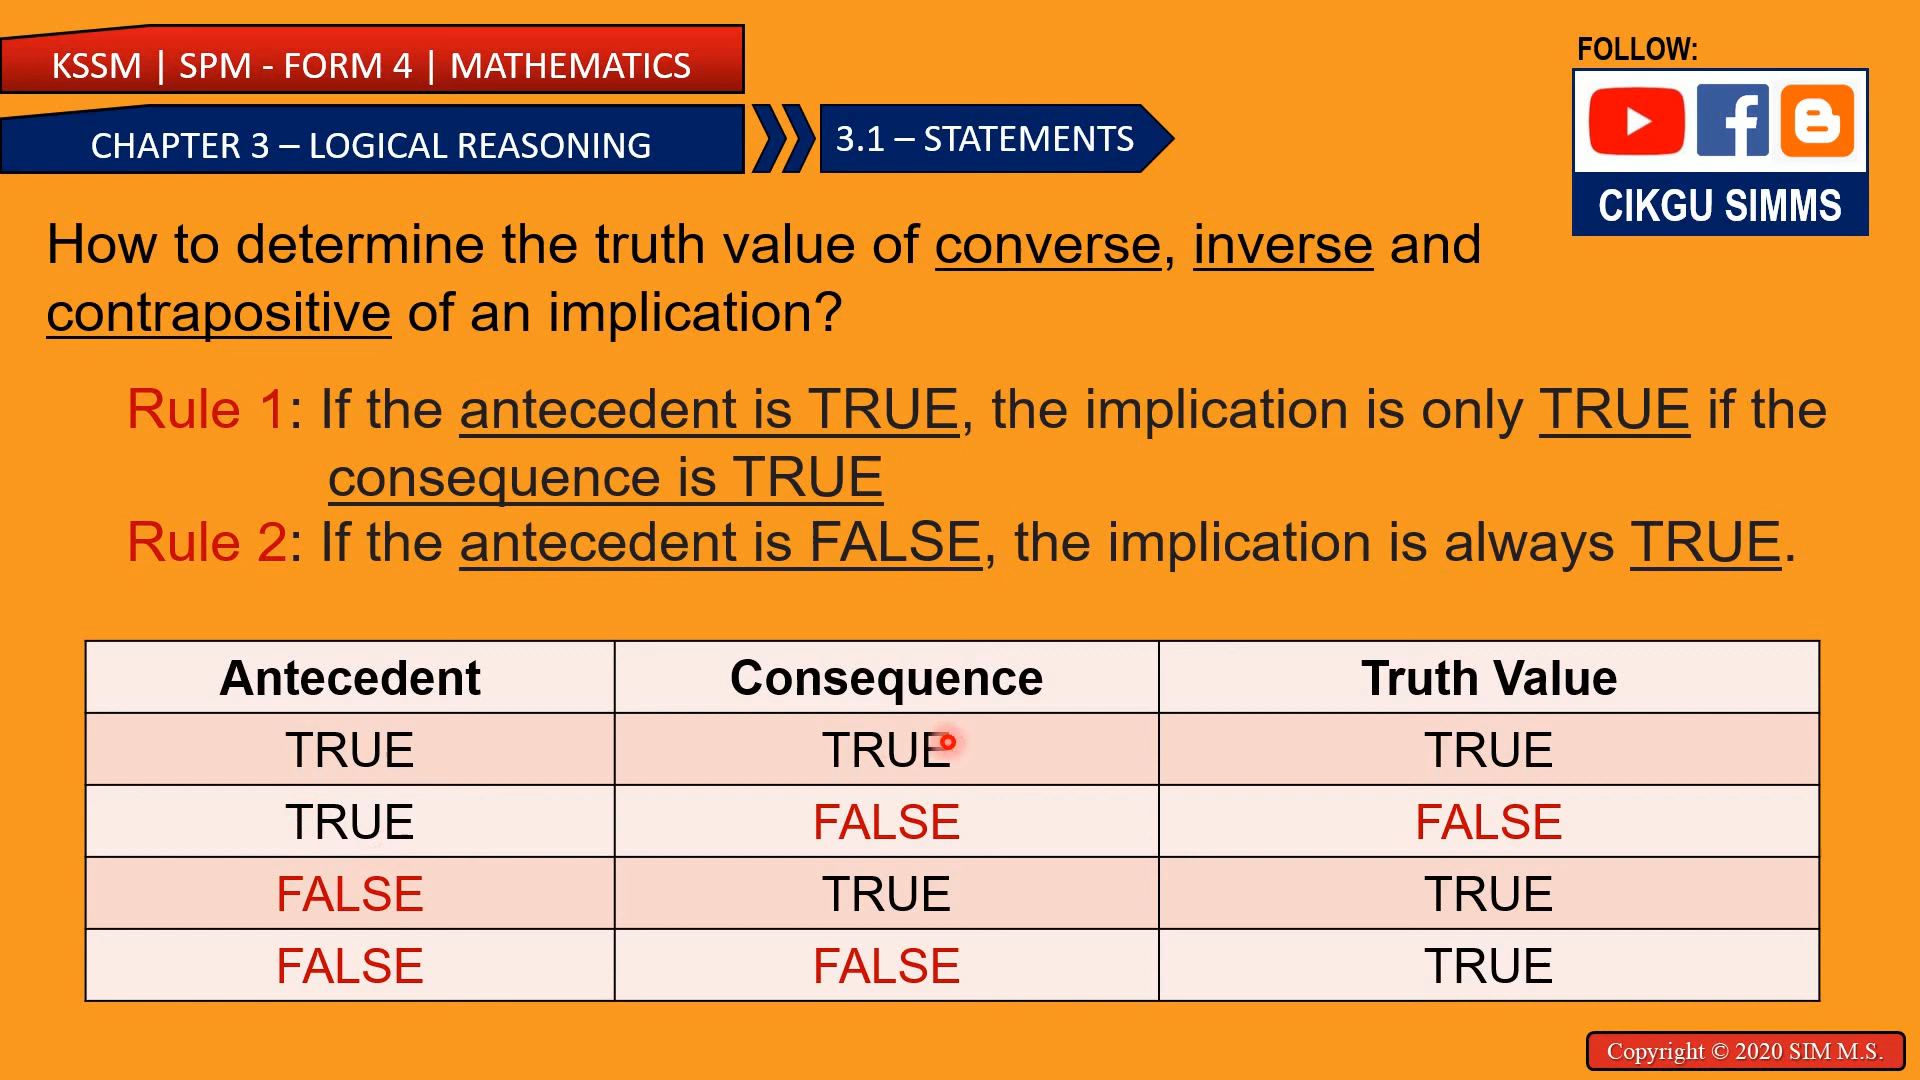 KSSM | SPM - FORM 4 | MATHEMATICS
CHAPTER 3 – LOGICAL REASONING
3.1 – STATEMENTS
FOLLOW:
CIKGU SIMMS
How to determine the truth value of converse, inverse and
contrapositive of an implication?
Rule 1: If the antecedent is TRUE, the implication is only TRUE if the
consequence is TRUE
Rule 2: If the antecedent is FALSE, the implication is always TRUE.
Antecedent Consequence Truth Value
TRUE TRUE TRUE
TRUE FALSE FALSE
FALSE TRUE TRUE
FALSE FALSE TRUE
Copyright © 2020 SIM M.S.